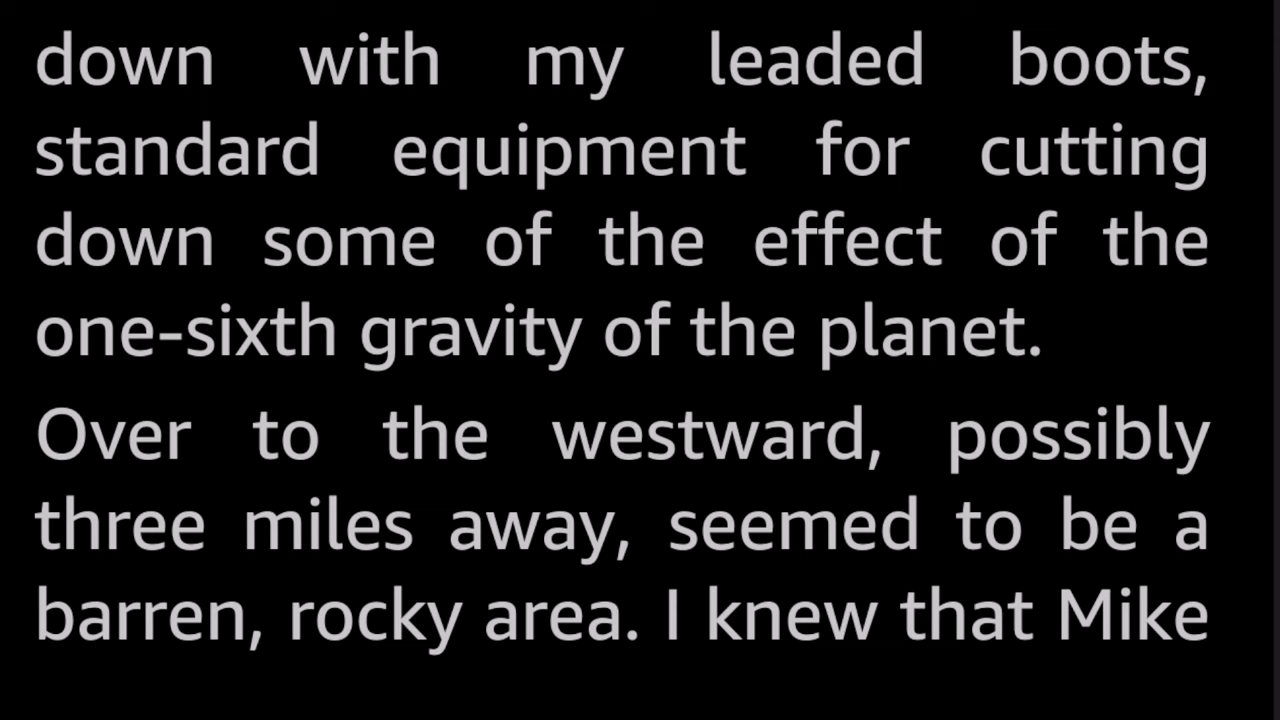 down with my leaded boots,
standard equipment for cutting
down some of the effect of the
one-sixth gravity of the planet.
Over to the westward, possibly
three miles away, seemed to be a
barren, rocky area. I knew that Mike